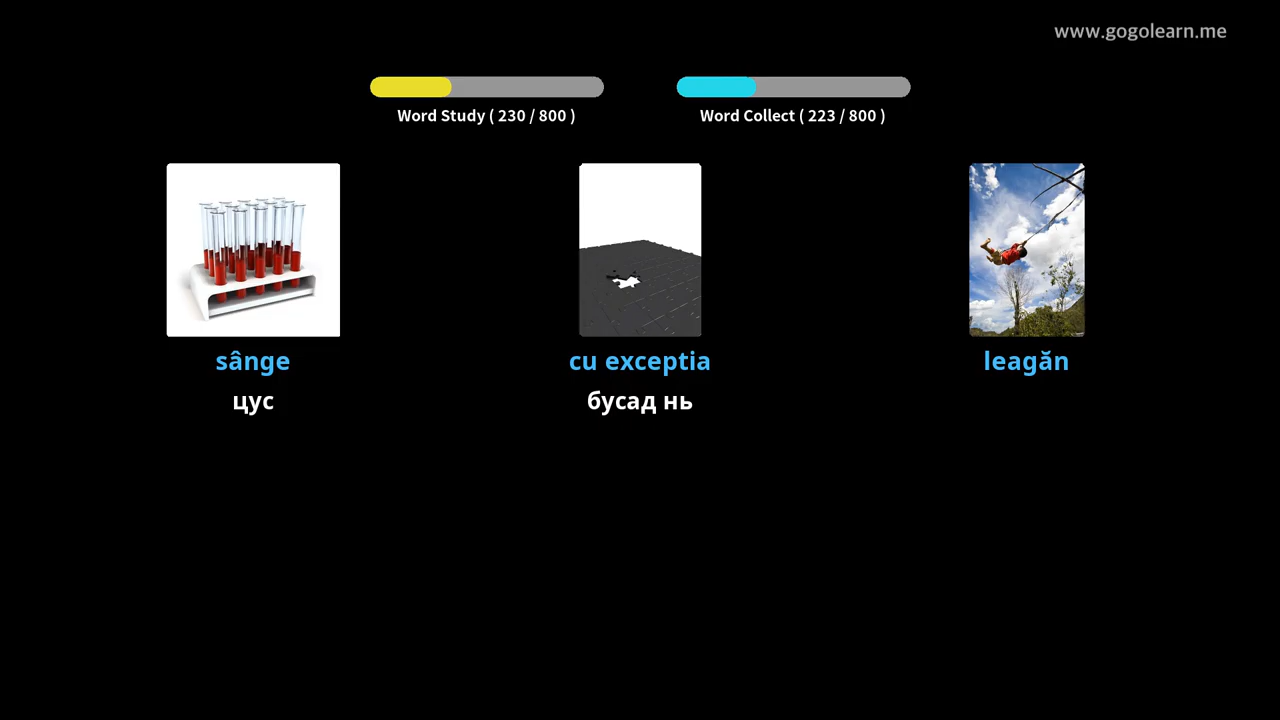 www.gogolearn.me
Word Study ( 230 / 800 )
Word Collect ( 223 / 800 )
sânge
cu exceptia
leagăn
цус
бусад нь